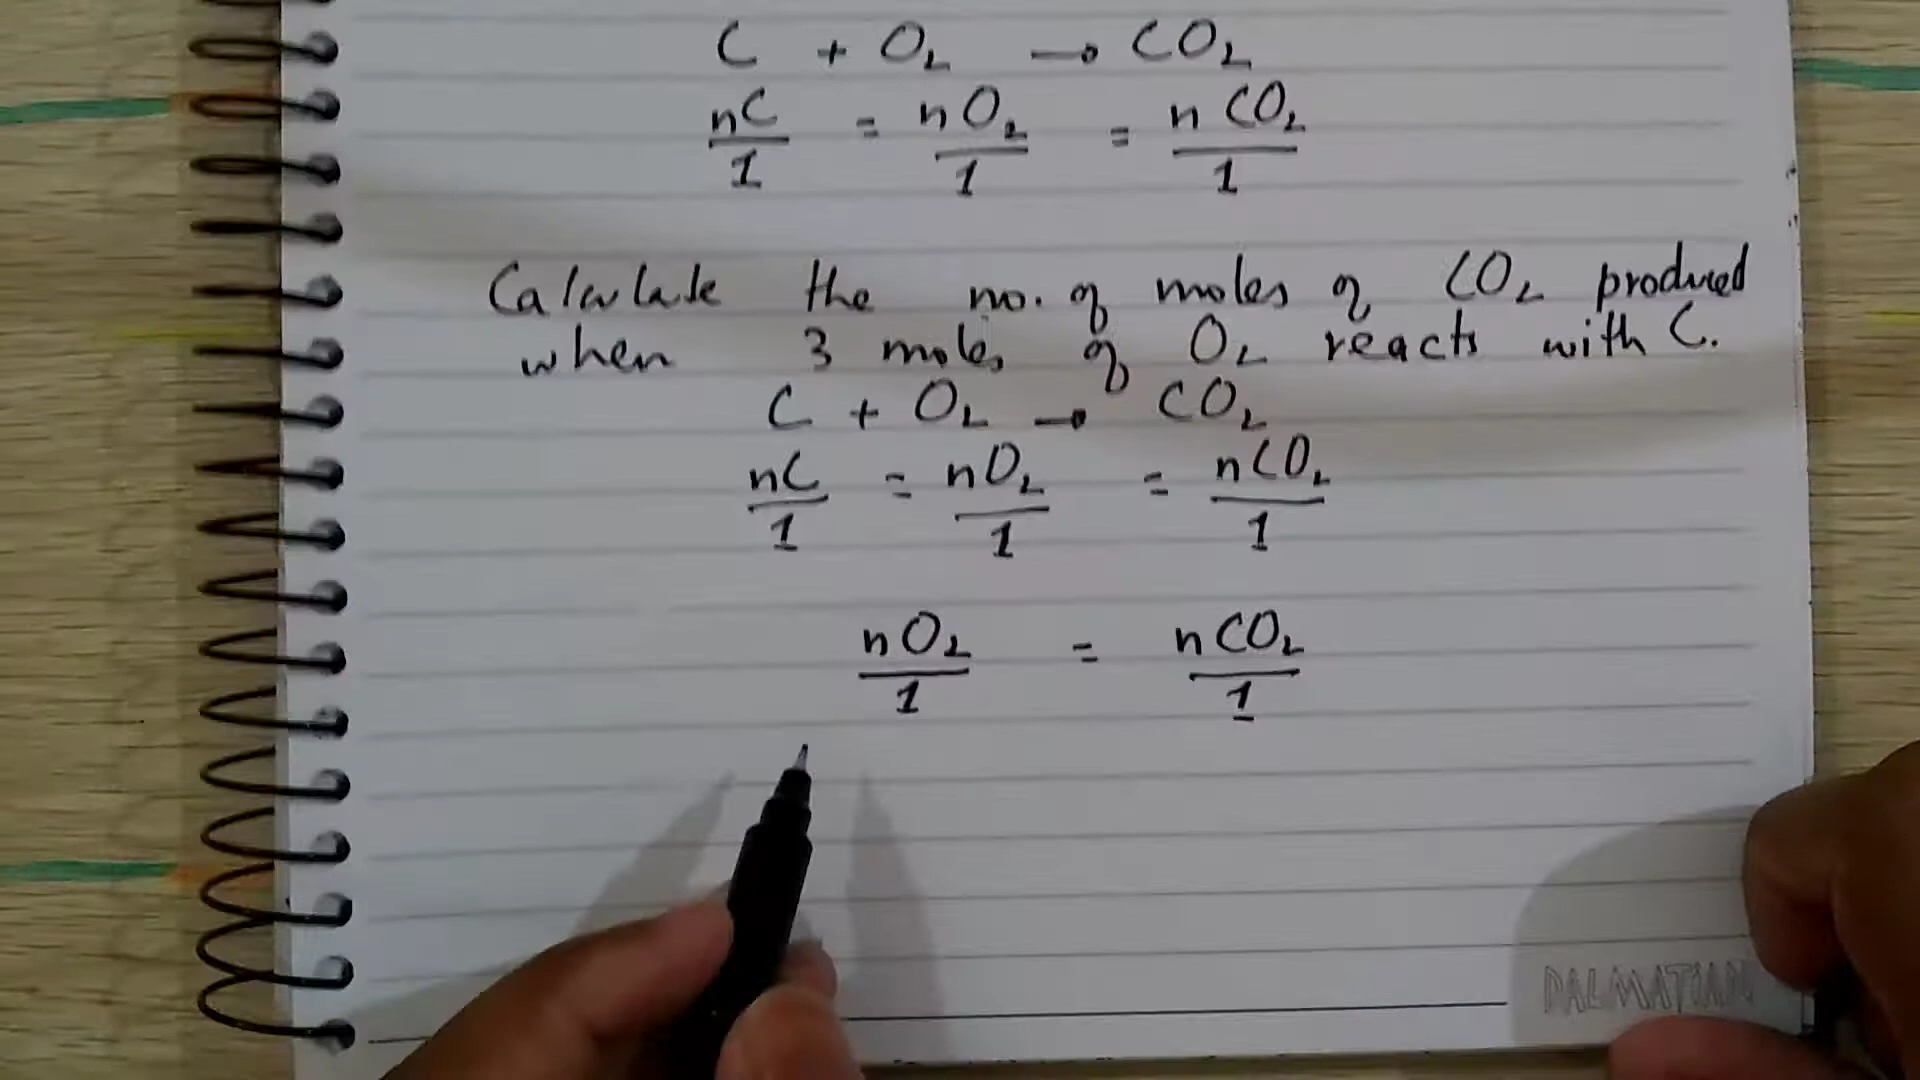 C + O₂ → CO₂
nC/1 = nO₂/1 = nCO₂/1
Calculate the no. of moles of CO₂ produced
when 3 moles of O₂ reacts with C.
C + O₂ → CO₂
nC/1 = nO₂/1 = nCO₂/1
nO₂/1 = nCO₂/1
DALMATIAN